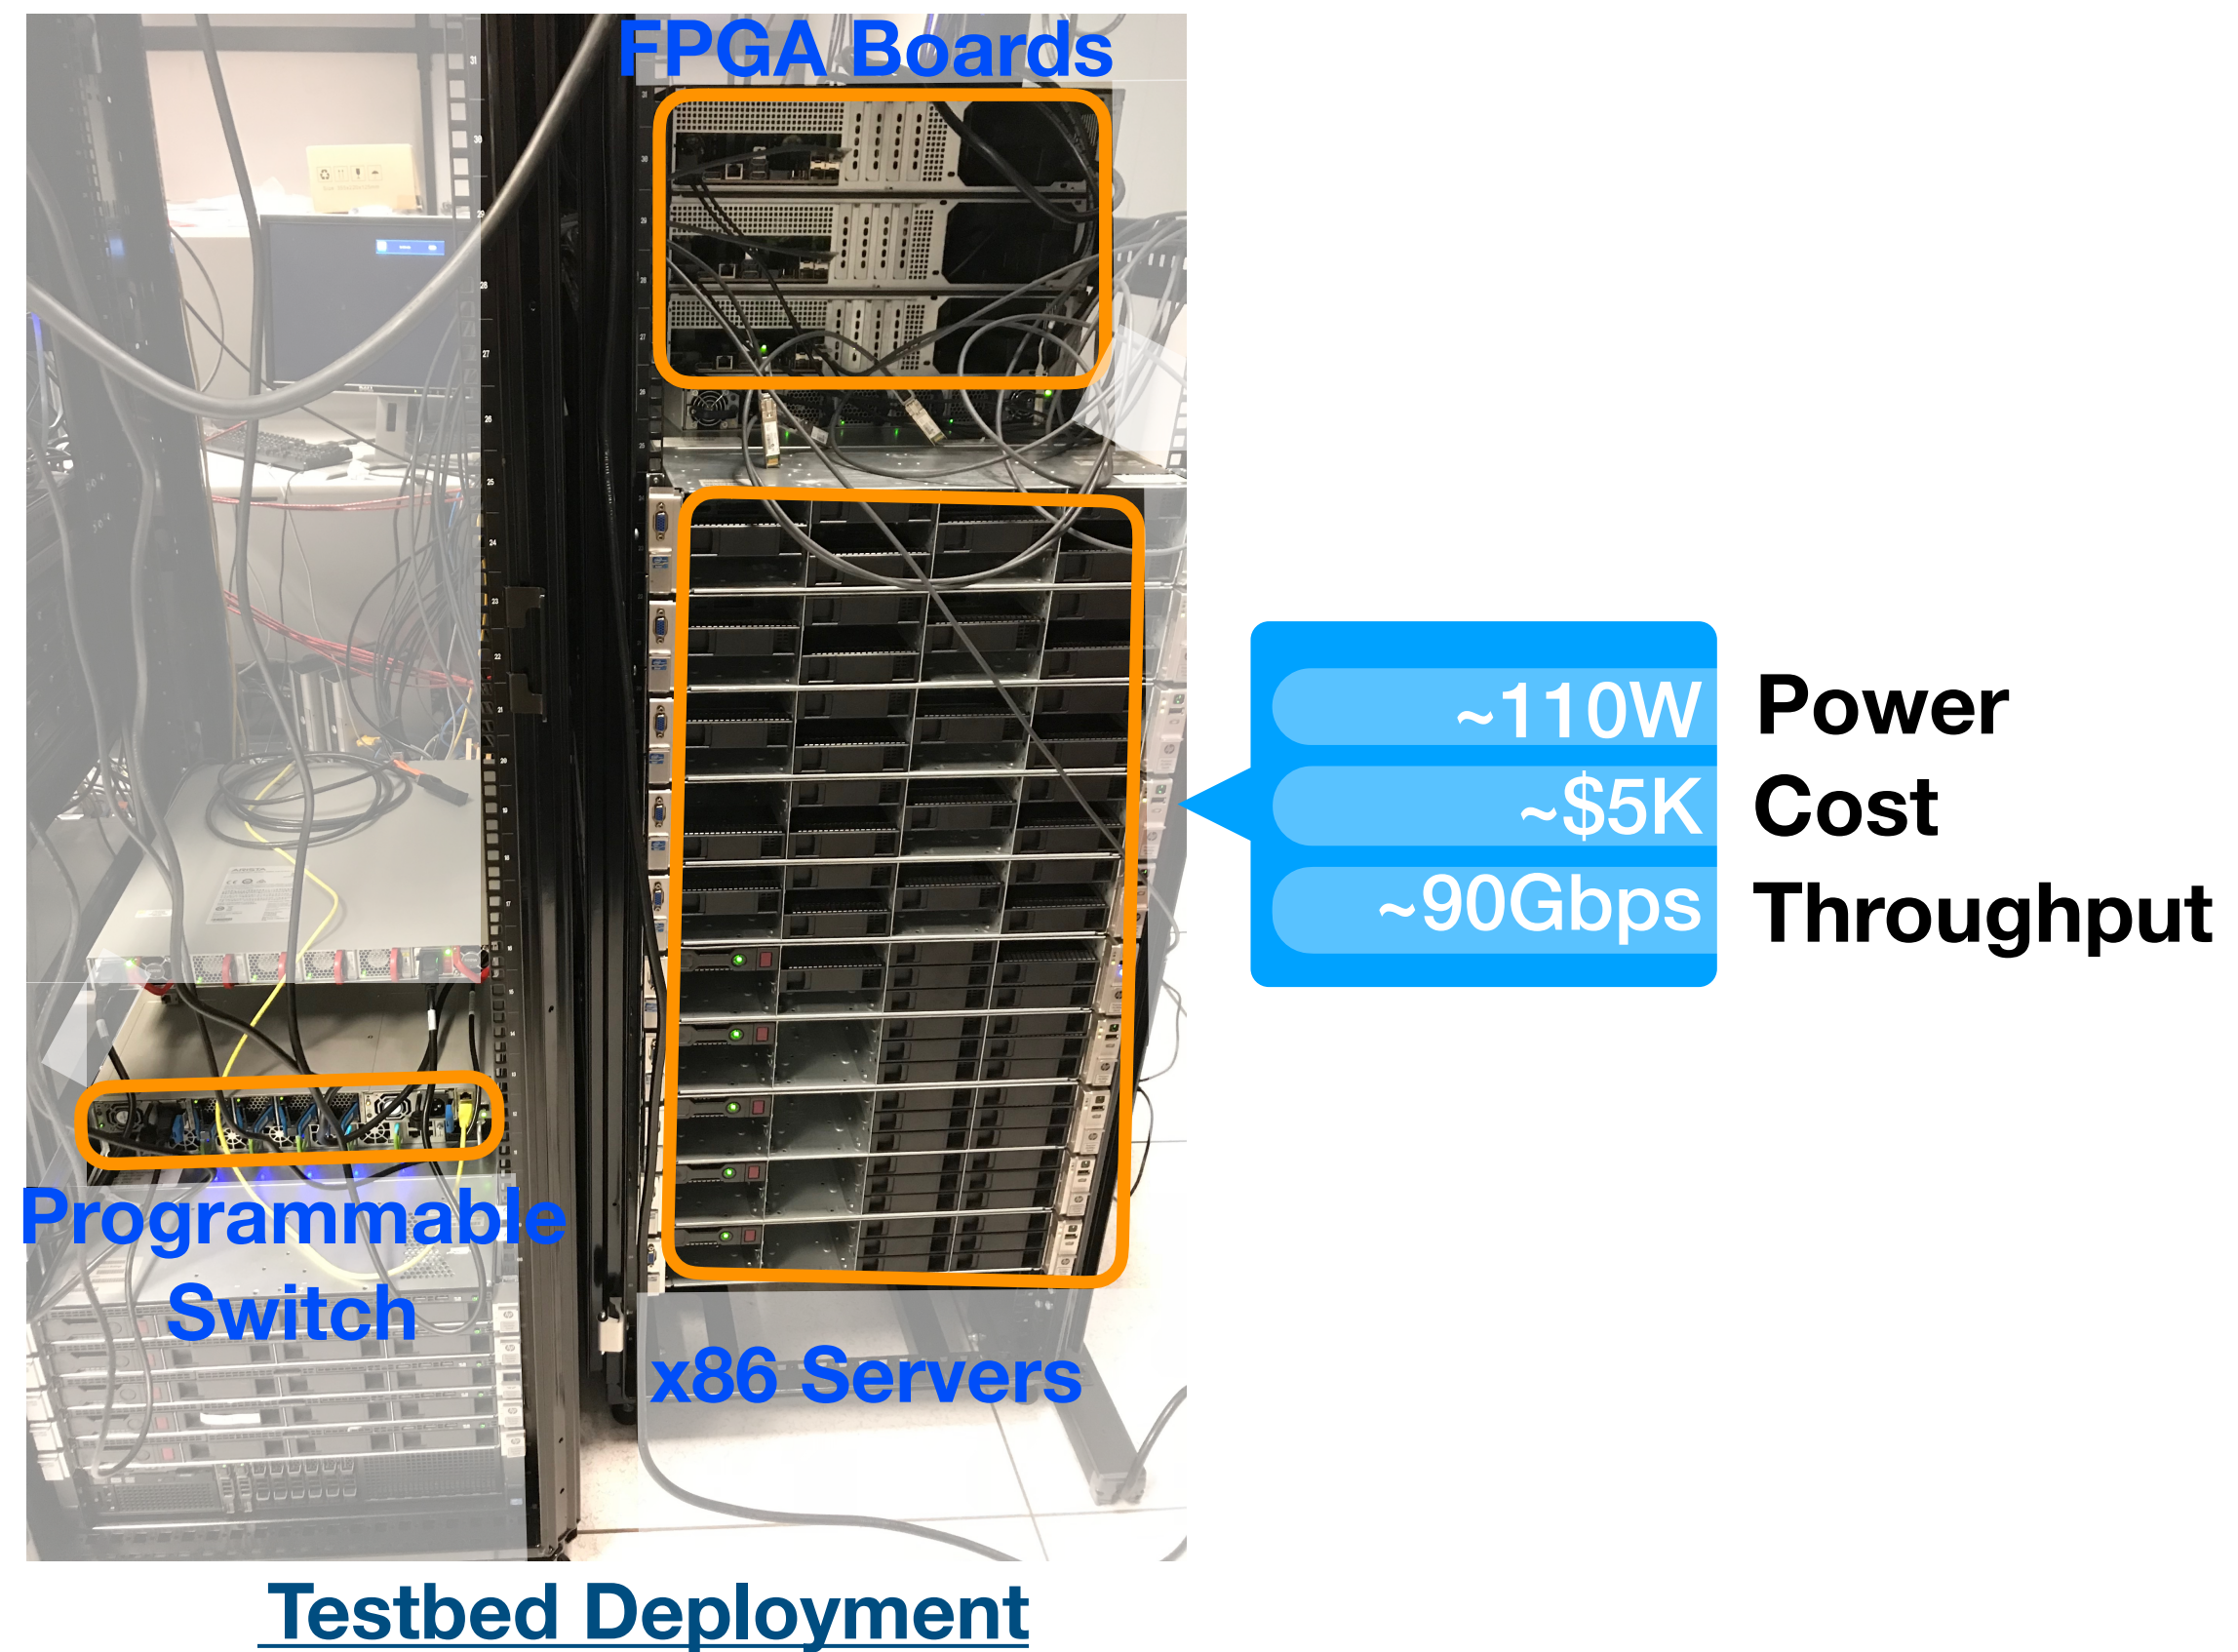 FPGA Boards
~110W Power
~$5K Cost
~90Gbps Throughput
Programmable
Switch
x86 Servers
Testbed Deployment